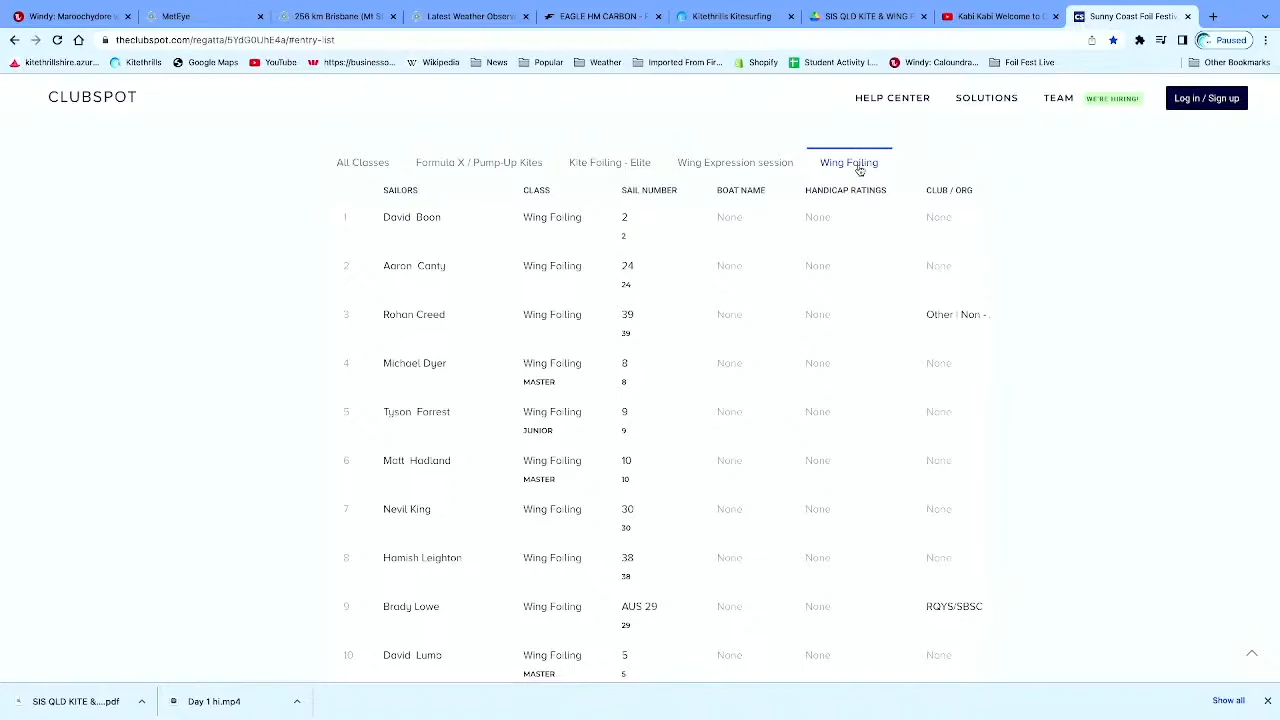 Windy: Maroochydore
MetEye
256 km Brisbane (Mt St
Latest Weather Observa
EAGLE HM CARBON - F
Kitethrills Kitesurfing
SIS QLD KITE & WING F
Kabi Kabi Welcome to C
Sunny Coast Foil Festiv
theclubspot.com/regatta/5YdG0UhE4a/#entry-list
Paused
kitethrillshire.azur...
Kitethrills
Google Maps
YouTube
https://businesso...
Wikipedia
News
Popular
Weather
Imported From Fir...
Shopify
Student Activity L...
Windy: Caloundra...
Foil Fest Live
Other Bookmarks
CLUBSPOT
HELP CENTER
SOLUTIONS
TEAM
WE'RE HIRING!
Log in / Sign up
All Classes
Formula X / Pump-Up Kites
Kite Foiling - Elite
Wing Expression session
Wing Foiling
SAILORS CLASS SAIL NUMBER BOAT NAME HANDICAP RATINGS CLUB / ORG
1 David Boon Wing Foiling 2 None None None
2
2 Aaron Canty Wing Foiling 24 None None None
24
3 Rohan Creed Wing Foiling 39 None None Other | Non -
39
4 Michael Dyer Wing Foiling 8 None None None
MASTER 8
5 Tyson Forrest Wing Foiling 9 None None None
JUNIOR 9
6 Matt Hadland Wing Foiling 10 None None None
MASTER 10
7 Nevil King Wing Foiling 30 None None None
30
8 Hamish Leighton Wing Foiling 38 None None None
38
9 Brady Lowe Wing Foiling AUS 29 None None RQYS/SBSC
29
10 David Lumb Wing Foiling 5 None None None
MASTER 5
SIS QLD KITE &....pdf
Day 1 hi.mp4
Show all